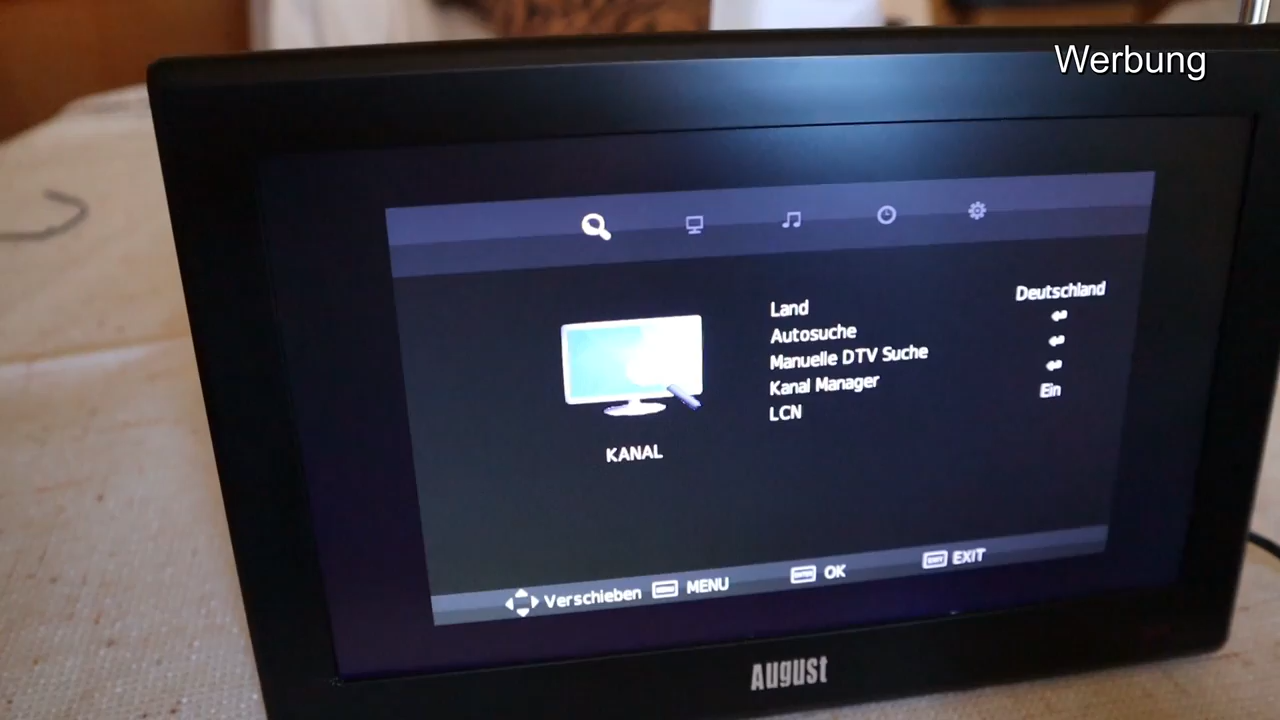 Werbung
Land Deutschland
Autosuche
Manuelle DTV Suche
Kanal Manager
LCN Ein
KANAL
Verschieben MENU OK EXIT
August